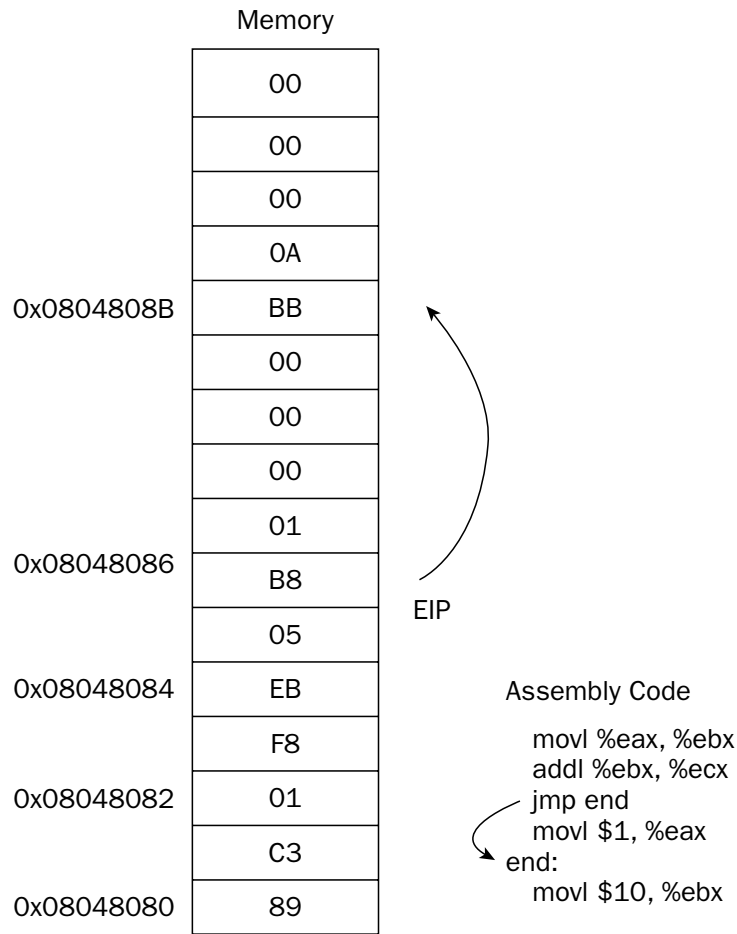 Memory
00
00
00
0A
0x0804808B BB
00
00
00
01
0x08048086 B8
EIP
05
0x08048084 EB
Assembly Code
F8
movl %eax, %ebx
addl %ebx, %ecx
0x08048082 01
jmp end
movl $1, %eax
C3
end:
movl $10, %ebx
0x08048080 89